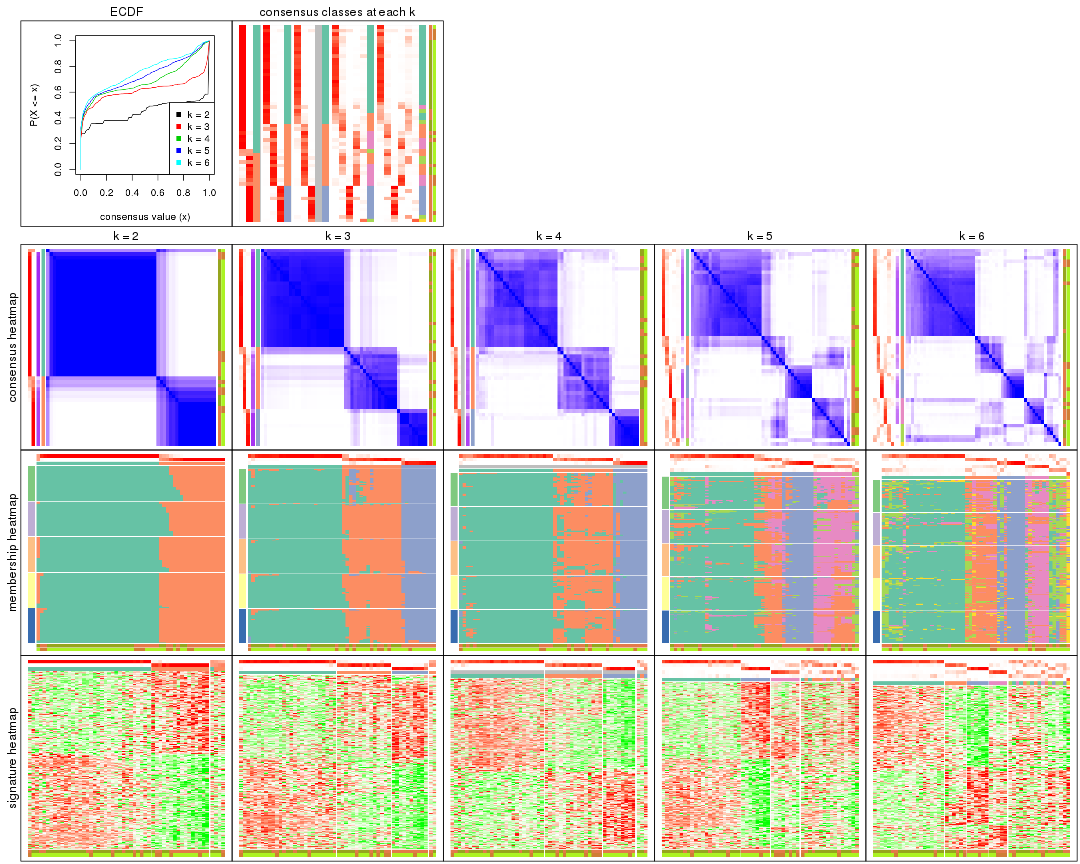 ECDF
consensus classes at each k
P(X <= x)
1.0
0.8
0.6
0.4
0.2
0.0
k = 2
k = 3
k = 4
k = 5
k = 6
0.0 0.2 0.4 0.6 0.8 1.0
consensus value (x)
k = 2
k = 3
k = 4
k = 5
k = 6
consensus heatmap
membership heatmap
signature heatmap